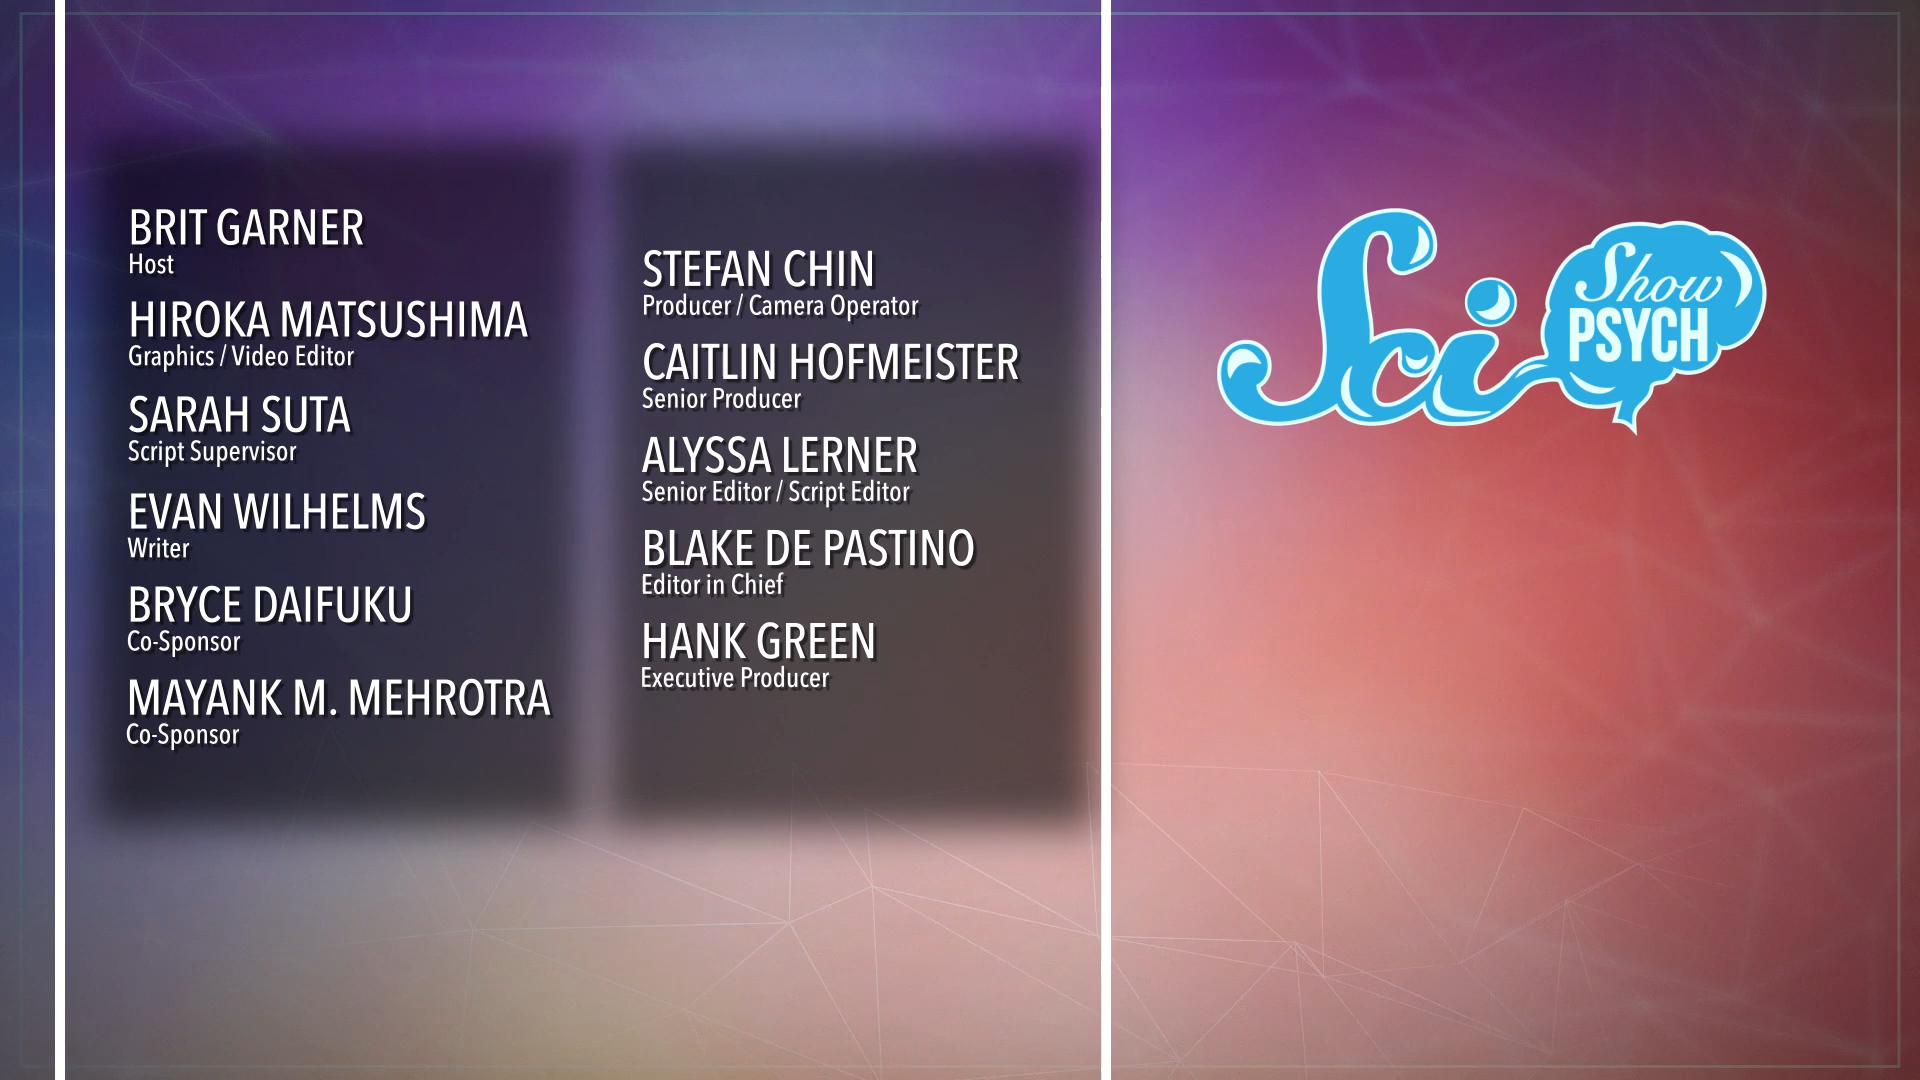 BRIT GARNER
Host
HIROKA MATSUSHIMA
Graphics / Video Editor
SARAH SUTA
Script Supervisor
EVAN WILHELMS
Writer
BRYCE DAIFUKU
Co-Sponsor
MAYANK M. MEHROTRA
Co-Sponsor
STEFAN CHIN
Producer / Camera Operator
CAITLIN HOFMEISTER
Senior Producer
ALYSSA LERNER
Senior Editor / Script Editor
BLAKE DE PASTINO
Editor in Chief
HANK GREEN
Executive Producer
Sci Show
PSYCH